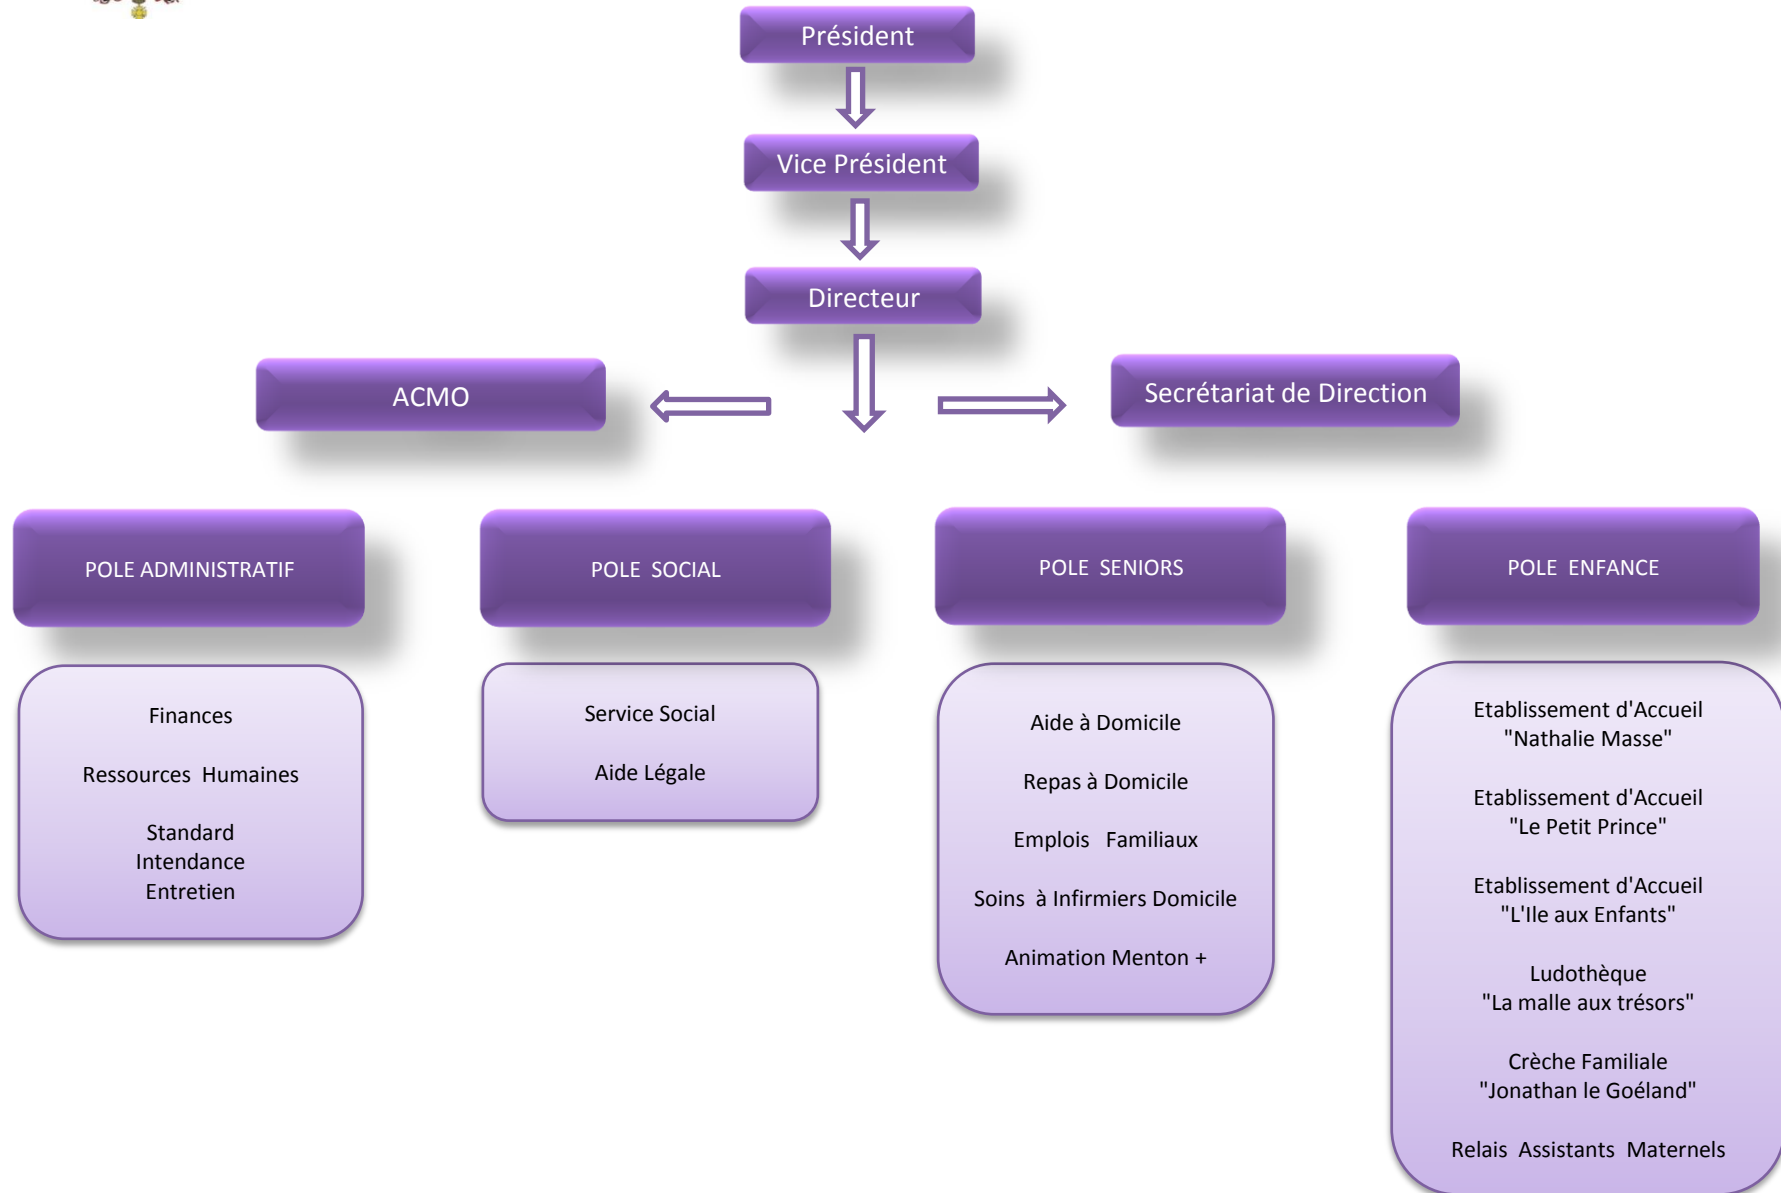 Président
Vice Président
Directeur
ACMO
Secrétariat de Direction
POLE ADMINISTRATIF
Finances
Ressources  Humaines
Standard
Intendance
Entretien
POLE  SOCIAL
Service Social
Aide Légale
POLE  SENIORS
Aide à Domicile
Repas à Domicile
Emplois   Familiaux
Soins  à Infirmiers Domicile
Animation Menton +
POLE  ENFANCE
Etablissement d'Accueil
"Nathalie Masse"
Etablissement d'Accueil
"Le Petit Prince"
Etablissement d'Accueil
"L'Ile aux Enfants"
Ludothèque
"La malle aux trésors"
Crèche Familiale
"Jonathan le Goéland"
Relais  Assistants  Maternels